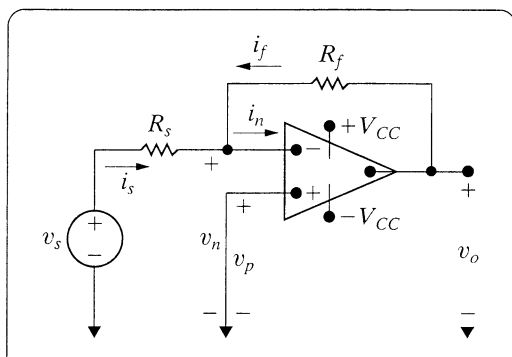 i_f R_f
R_s i_n +V_CC
+ −
i_s +
+ + −V_CC +
v_s v_n v_p v_o
−
− − −